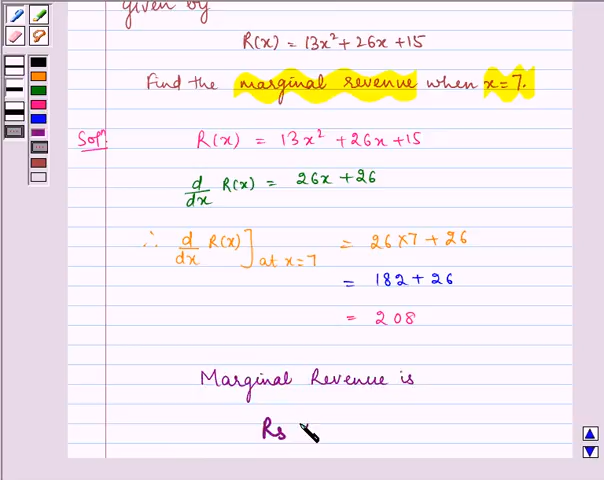 given by
R(x) = 13x² + 26x + 15
Find the marginal revenue when x = 7.
Solⁿ: R(x) = 13x² + 26x + 15
d/dx R(x) = 26x + 26
∴ d/dx R(x)] at x = 7 = 26 × 7 + 26
= 182 + 26
= 208
Marginal Revenue is
Rs